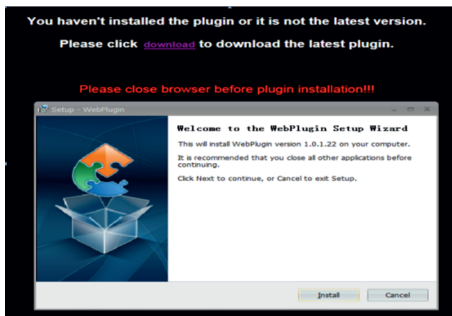 You haven't installed the plugin or it is not the latest version.
Please click download to download the latest plugin.
Please close browser before plugin installation!!!
Setup - WebPlugin
Welcome to the WebPlugin Setup Wizard
This will install WebPlugin version 1.0.1.22 on your computer.
It is recommended that you close all other applications before
continuing.
Click Next to continue, or Cancel to exit Setup.
Install
Cancel